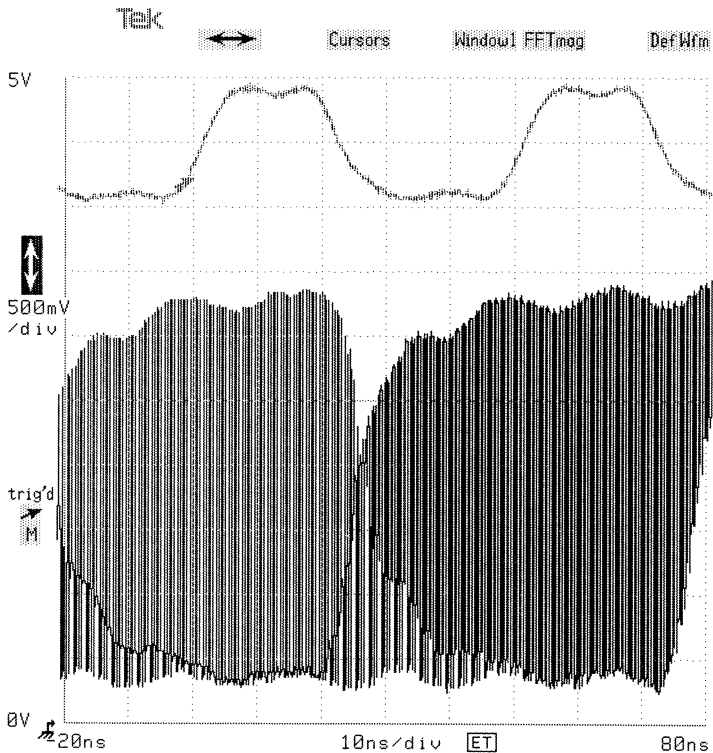 Tek
Cursors Window1 FFTmag DefWfm
5V
500mV
/div
trig'd
M
0V
-20ns 10ns/div ET 80ns